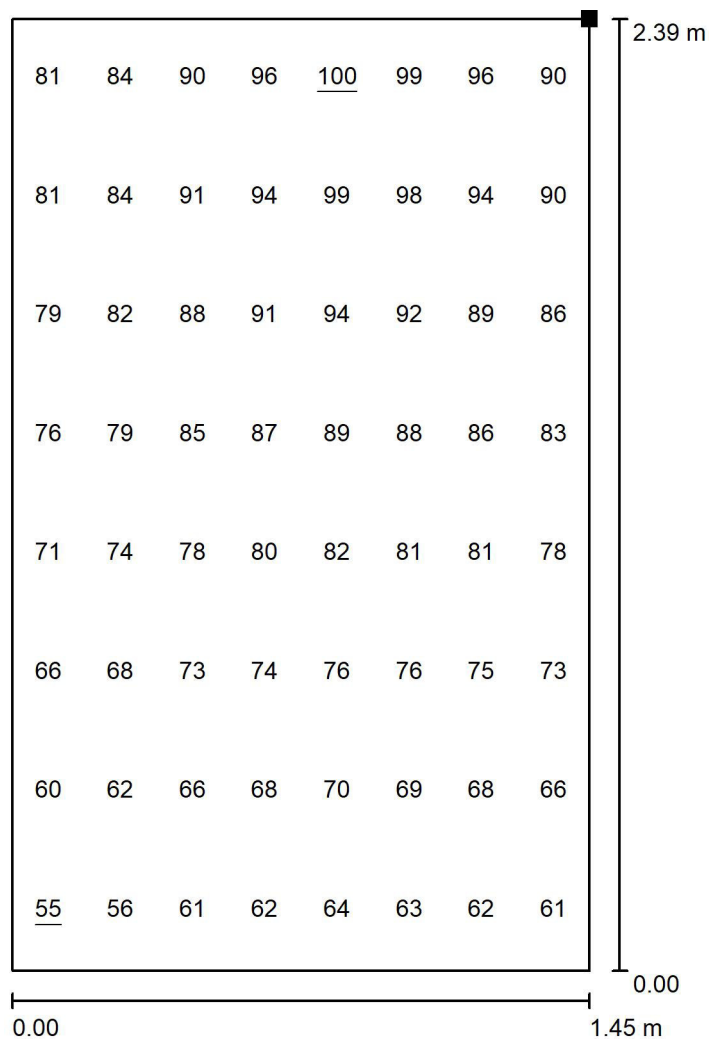 2.39 m
81 84 90 96 100 99 96 90
81 84 91 94 99 98 94 90
79 82 88 91 94 92 89 86
76 79 85 87 89 88 86 83
71 74 78 80 82 81 81 78
66 68 73 74 76 76 75 73
60 62 66 68 70 69 68 66
55 56 61 62 64 63 62 61
0.00
0.00 1.45 m